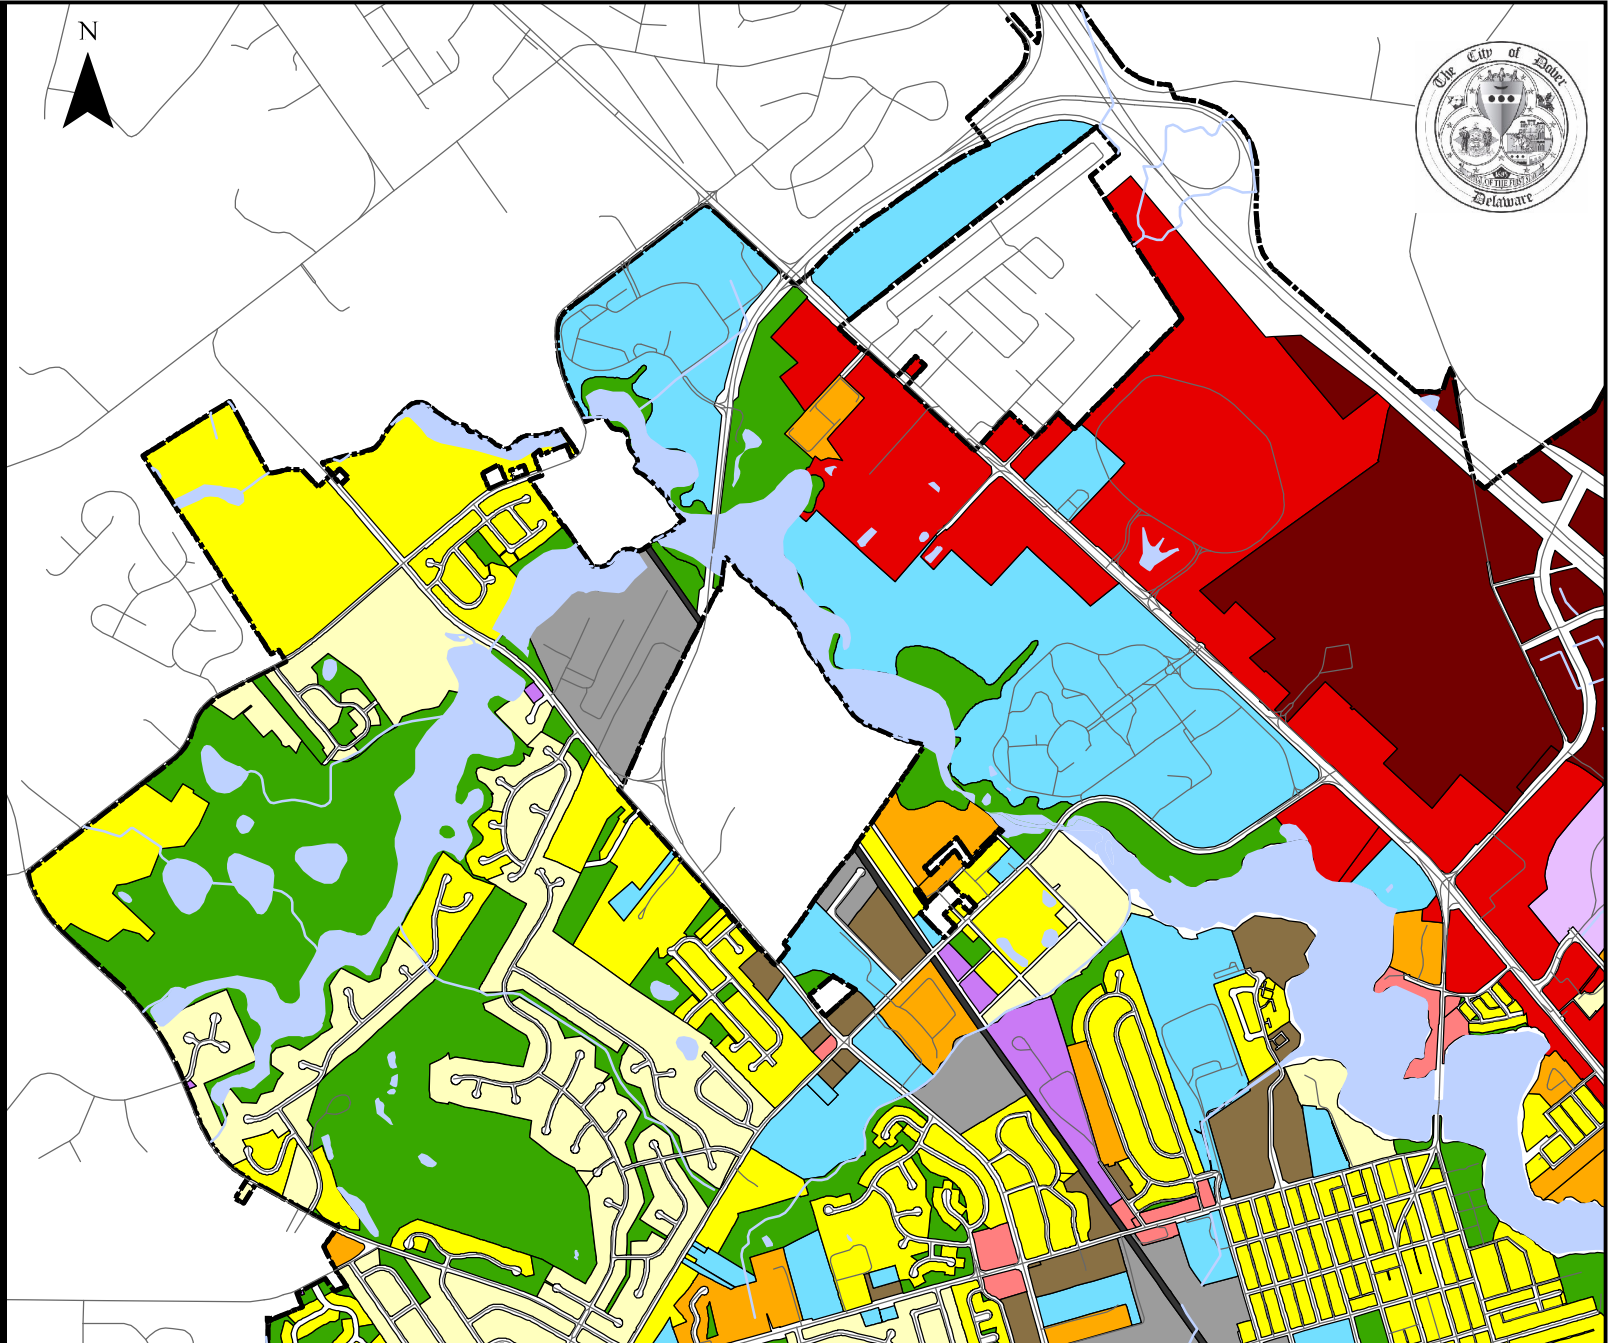 N
The City of Dover
Delaware